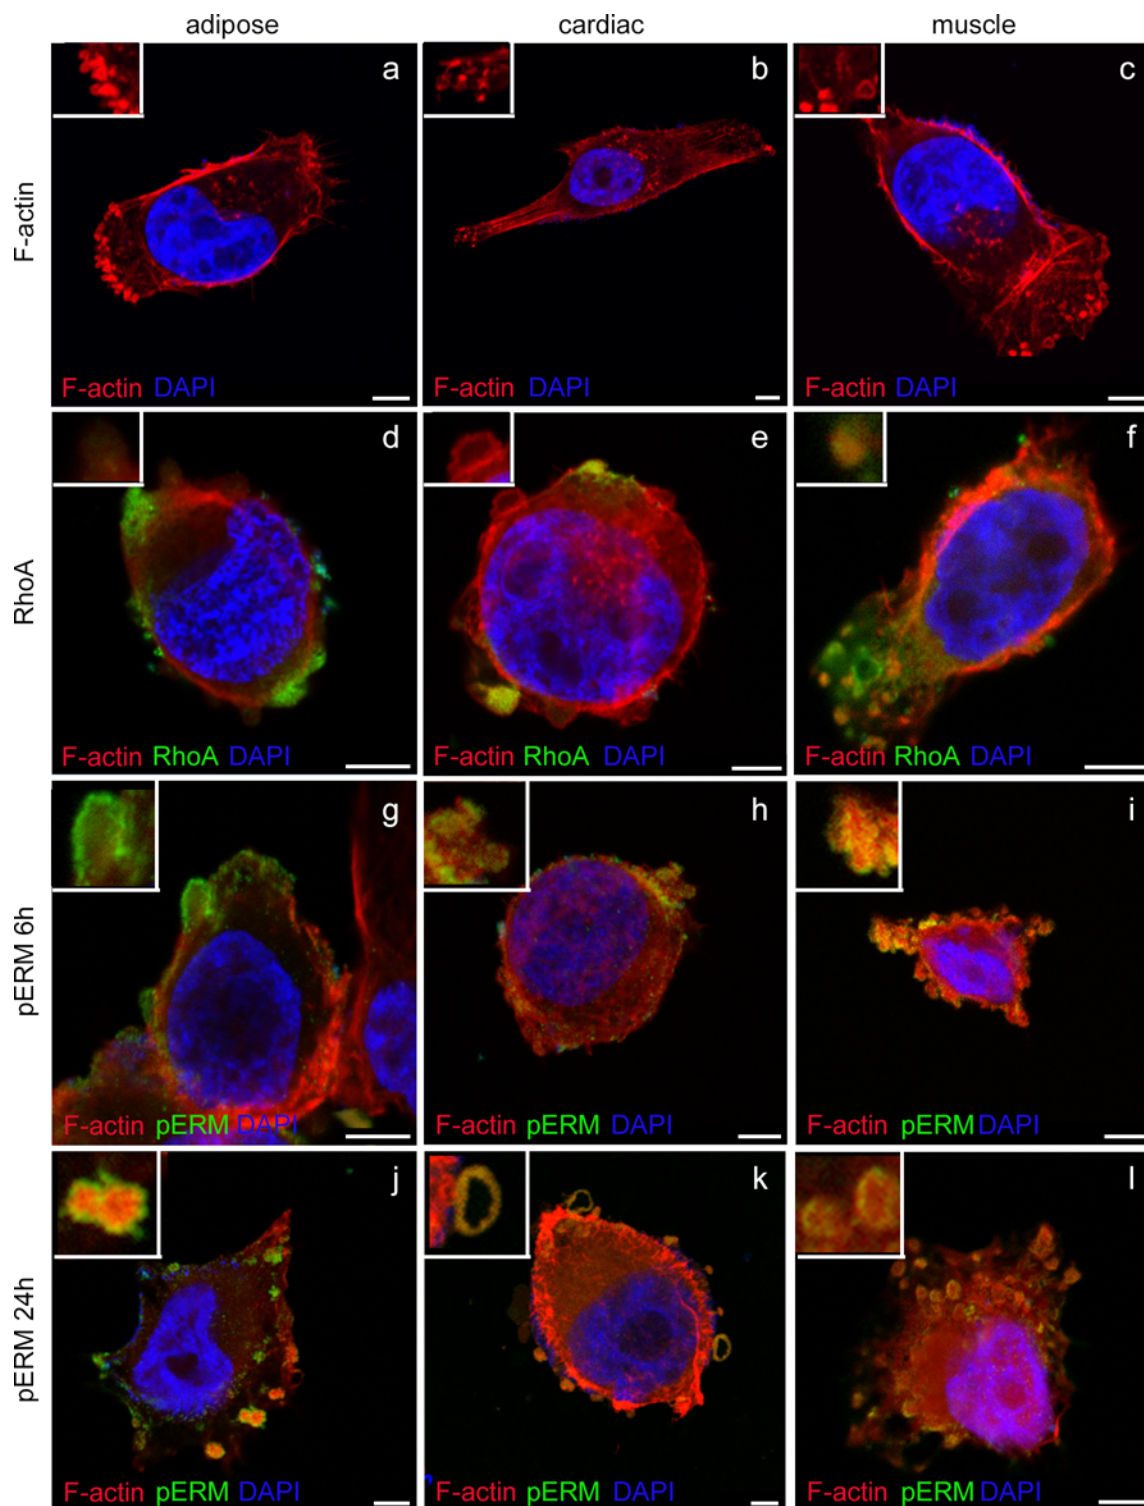 adipose cardiac muscle
F-actin
a b c
F-actin DAPI F-actin DAPI F-actin DAPI
RhoA
d e f
F-actin RhoA DAPI F-actin RhoA DAPI F-actin RhoA DAPI
pERM 6h
g h i
F-actin pERM DAPI F-actin pERM DAPI F-actin pERM DAPI
pERM 24h
j k l
F-actin pERM DAPI F-actin pERM DAPI F-actin pERM DAPI